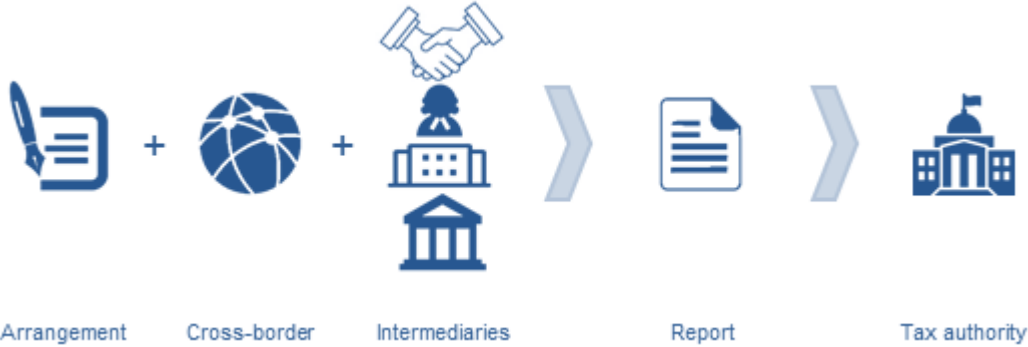 Arrangement
Cross-border
Intermediaries
Report
Tax authority